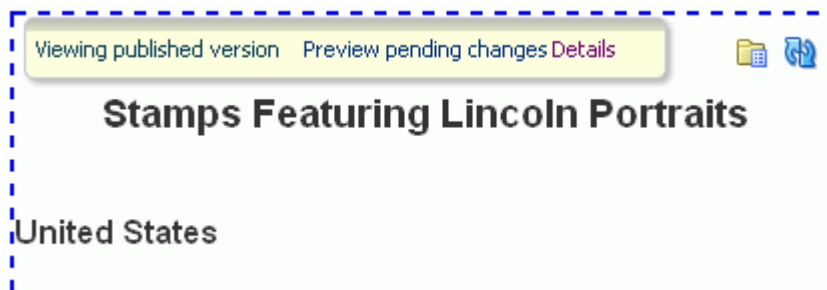 Viewing published version Preview pending changes Details
Stamps Featuring Lincoln Portraits
United States